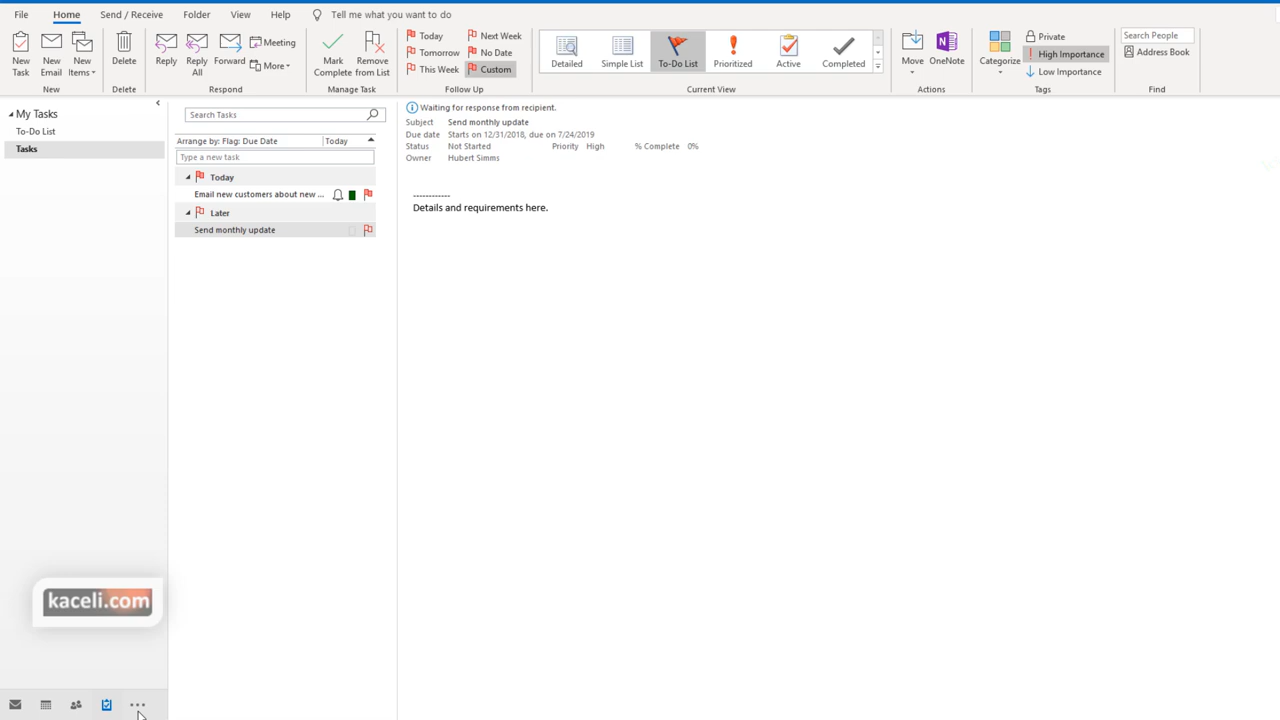 File Home Send / Receive Folder View Help Tell me what you want to do
New Task
New Email
New Items
New
Delete
Delete
Reply
Reply All
Forward
Meeting
More
Respond
Mark Complete
Remove from List
Manage Task
Today
Tomorrow
This Week
Next Week
No Date
Custom
Follow Up
Detailed
Simple List
To-Do List
Prioritized
Active
Completed
Current View
Move
OneNote
Actions
Categorize
Private
High Importance
Low Importance
Tags
Search People
Address Book
Find
My Tasks
To-Do List
Tasks
Search Tasks
Arrange by: Flag: Due Date Today
Type a new task
Today
Email new customers about new ...
Later
Send monthly update
Waiting for response from recipient.
Subject Send monthly update
Due date Starts on 12/31/2018, due on 7/24/2019
Status Not Started Priority High % Complete 0%
Owner Hubert Simms
------------
Details and requirements here.
kaceli.com